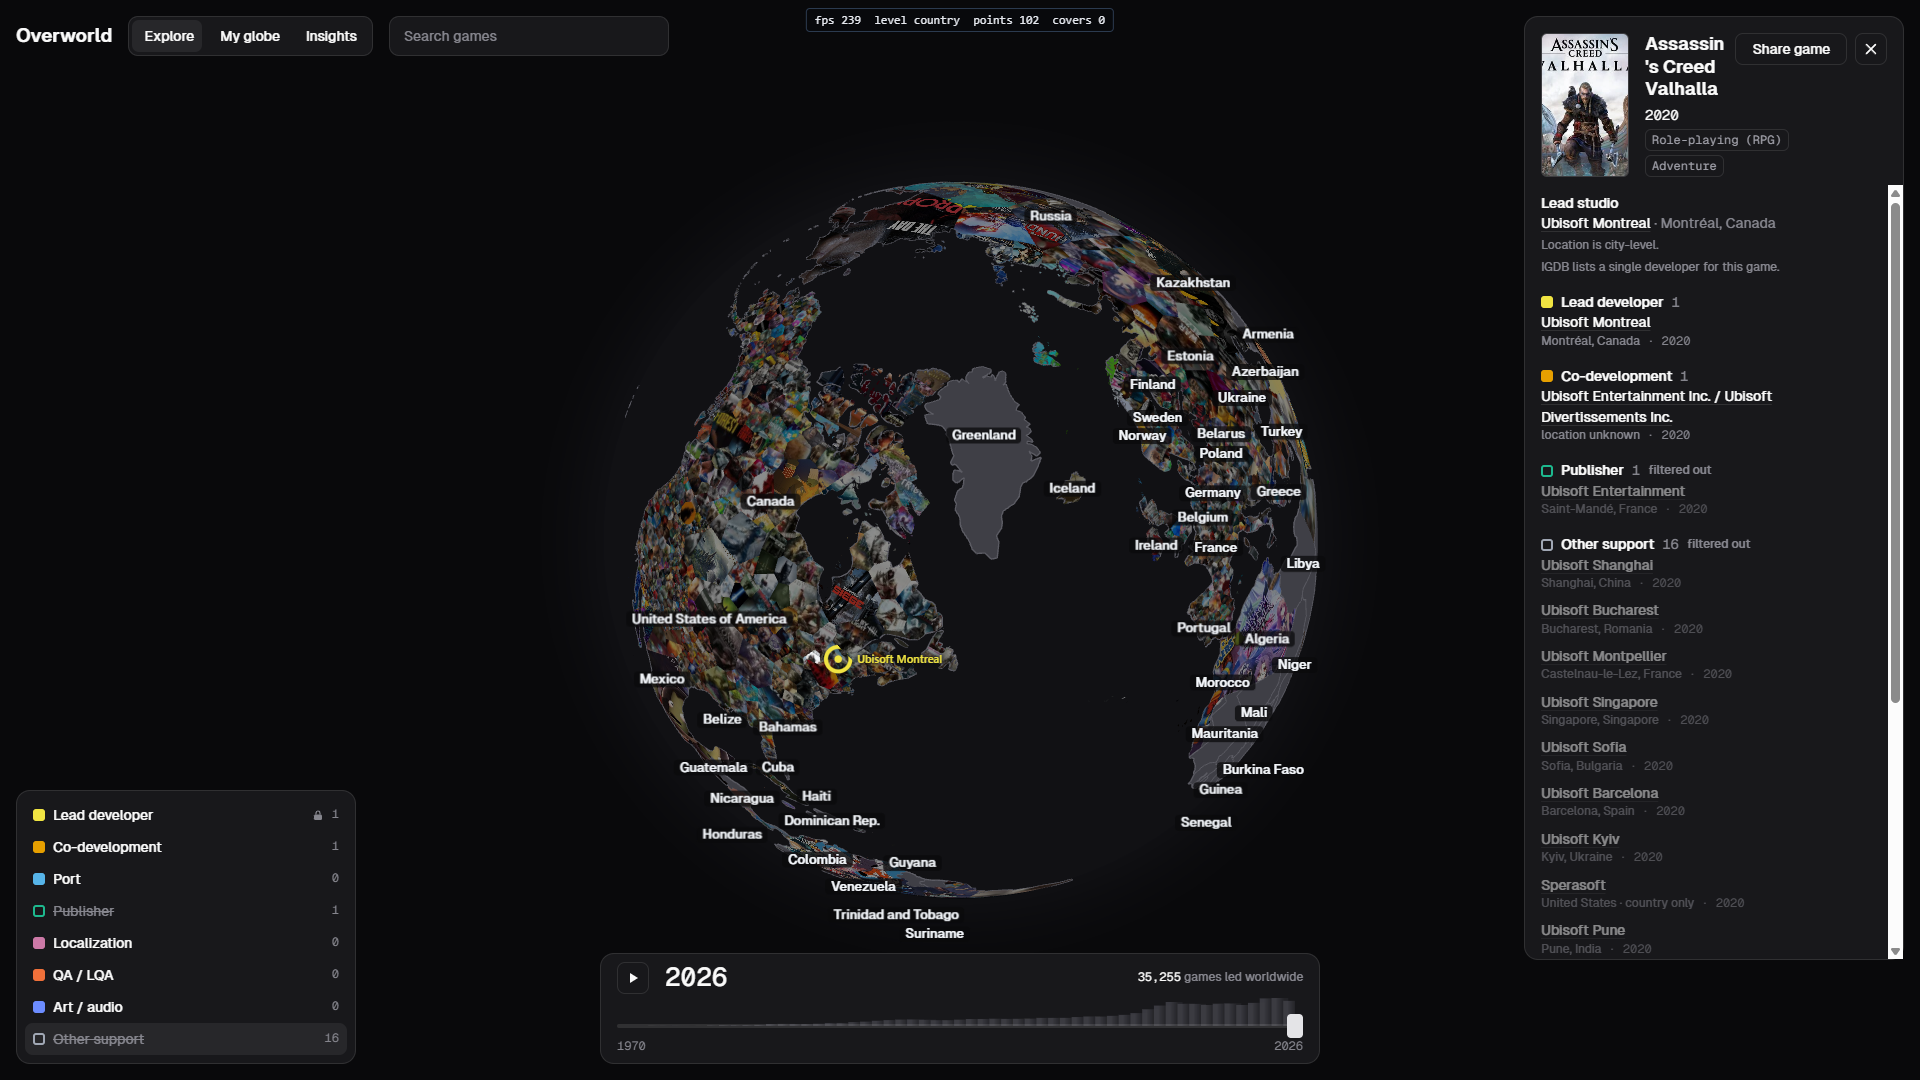 fps 239 level country points 102 covers 0
Overworld
Explore
My globe
Insights
Search games
ASSASSIN'S
CREED
VALHALLA
Assassin
's Creed
Valhalla
Share game
2020
Role-playing (RPG)
Adventure
Lead studio
Ubisoft Montreal · Montréal, Canada
Location is city-level.
IGDB lists a single developer for this game.
Lead developer 1
Ubisoft Montreal
Montréal, Canada · 2020
Co-development 1
Ubisoft Entertainment Inc. / Ubisoft
Divertissements Inc.
location unknown · 2020
Publisher 1 filtered out
Ubisoft Entertainment
Saint-Mandé, France · 2020
Other support 16 filtered out
Ubisoft Shanghai
Shanghai, China · 2020
Ubisoft Bucharest
Bucharest, Romania · 2020
Ubisoft Montpellier
Castelnau-le-Lez, France · 2020
Ubisoft Singapore
Singapore, Singapore · 2020
Ubisoft Sofia
Sofia, Bulgaria · 2020
Ubisoft Barcelona
Barcelona, Spain · 2020
Ubisoft Kyiv
Kyiv, Ukraine · 2020
Sperasoft
United States · country only · 2020
Ubisoft Pune
Pune, India · 2020
Russia
Kazakhstan
Armenia
Estonia
Azerbaijan
Finland
Ukraine
Sweden
Norway
Belarus
Turkey
Poland
Greenland
Iceland
Germany
Greece
Canada
Belgium
Ireland
France
Libya
United States of America
Portugal
Algeria
Ubisoft Montreal
Niger
Mexico
Morocco
Mali
Belize
Bahamas
Mauritania
Guatemala
Cuba
Burkina Faso
Guinea
Nicaragua
Haiti
Dominican Rep.
Senegal
Honduras
Colombia
Guyana
Venezuela
Trinidad and Tobago
Suriname
Lead developer 1
Co-development 1
Port 0
Publisher 1
Localization 0
QA / LQA 0
Art / audio 0
Other support 16
2026
35,255 games led worldwide
1970
2026